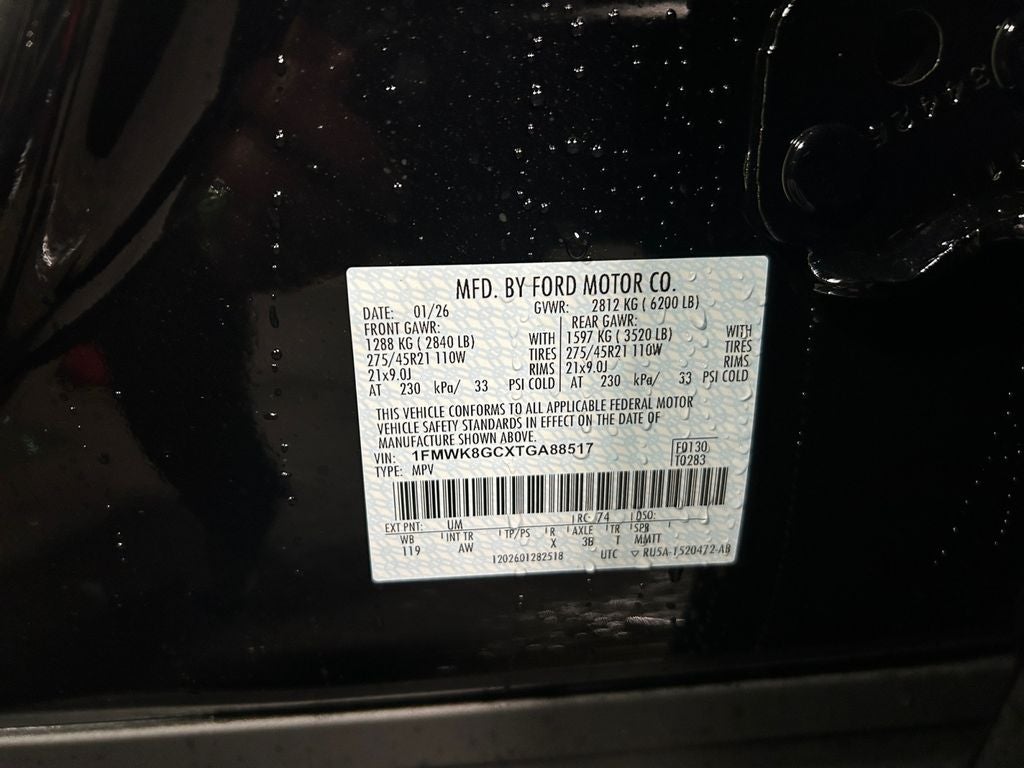 MFD. BY FORD MOTOR CO.
DATE: 01/26 GVWR: 2812 KG ( 6200 LB)
FRONT GAWR: REAR GAWR:
1288 KG ( 2840 LB) WITH 1597 KG ( 3520 LB) WITH
275/45R21 110W TIRES 275/45R21 110W TIRES
21x9.0J RIMS 21x9.0J RIMS
AT 230 kPa/ 33 PSI COLD AT 230 kPa/ 33 PSI COLD
THIS VEHICLE CONFORMS TO ALL APPLICABLE FEDERAL MOTOR
VEHICLE SAFETY STANDARDS IN EFFECT ON THE DATE OF
MANUFACTURE SHOWN ABOVE.
VIN: 1FMWK8GCXTGA88517 F0130
TYPE: MPV T0283
EXT PNT: UM RC: 74 DSO:
WB INT TR TP/PS R AXLE TR SPR
119 AW X 3B T MMTT
1202601282518 UTC ▽ RU5A-1520472-AB